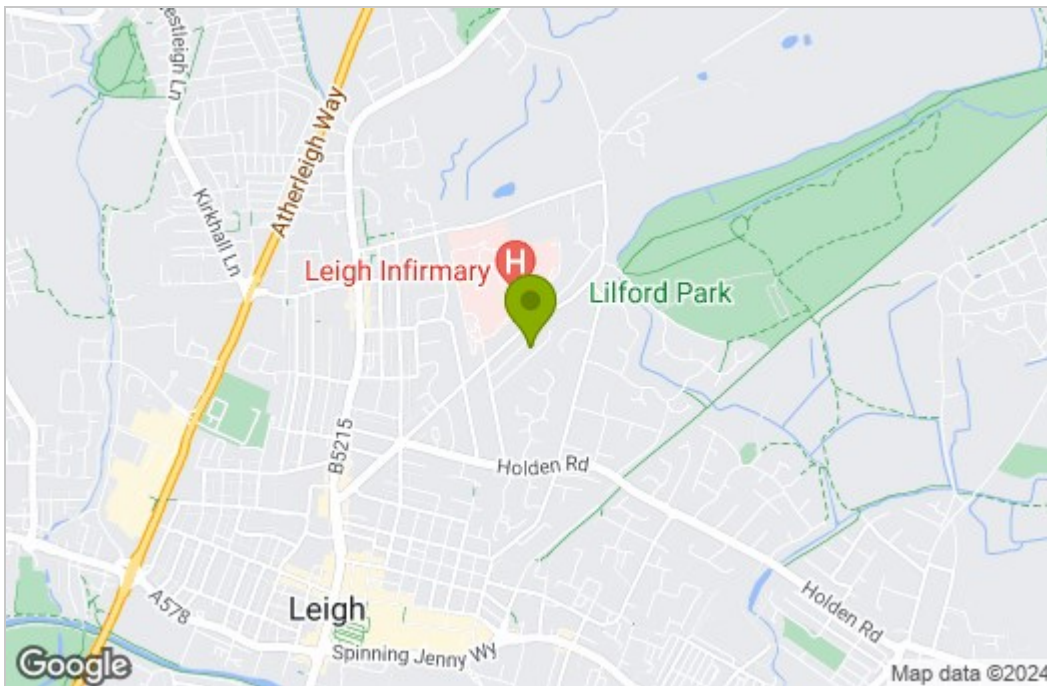 estleigh Ln
Atherleigh Way
Kirkhall Ln
Leigh Infirmary
H
Lilford Park
B5215
Holden Rd
A578
Leigh
Holden Rd
Spinning Jenny Wy
Google
Map data ©2024